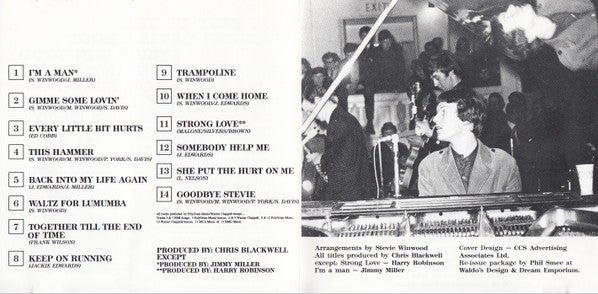 1 I'M A MAN*
(S. WINWOOD/J. MILLER)
2 GIMME SOME LOVIN'
(S. WINWOOD/M. WINWOOD/S. DAVIS)
3 EVERY LITTLE BIT HURTS
(ED COBB)
4 THIS HAMMER
(S. WINWOOD/M. WINWOOD/P. YORK/S. DAVIS)
5 BACK INTO MY LIFE AGAIN
(J. EDWARDS/J. MILLER)
6 WALTZ FOR LUMUMBA
(S. WINWOOD)
7 TOGETHER TILL THE END
OF TIME
(FRANK WILSON)
8 KEEP ON RUNNING
(JACKIE EDWARDS)
9 TRAMPOLINE
(S. WINWOOD)
10 WHEN I COME HOME
(S. WINWOOD/J. EDWARDS)
11 STRONG LOVE**
(MALONE/SILVERS/BROWN)
12 SOMEBODY HELP ME
(J. EDWARDS)
13 SHE PUT THE HURT ON ME
(L. NELSON)
14 GOODBYE STEVIE
(S. WINWOOD/M. WINWOOD/P. YORK/S. DAVIS)
PRODUCED BY: CHRIS BLACKWELL
EXCEPT
*PRODUCED BY: JIMMY MILLER
**PRODUCED BY: HARRY ROBINSON
Arrangements by Stevie Winwood
All titles produced by Chris Blackwell
except: Strong Love – Harry Robinson
I'm a man – Jimmy Miller
Cover Design – CCS Advertising
Associates Ltd.
Re-issue package by Phil Smee at
Waldo's Design & Dream Emporium.